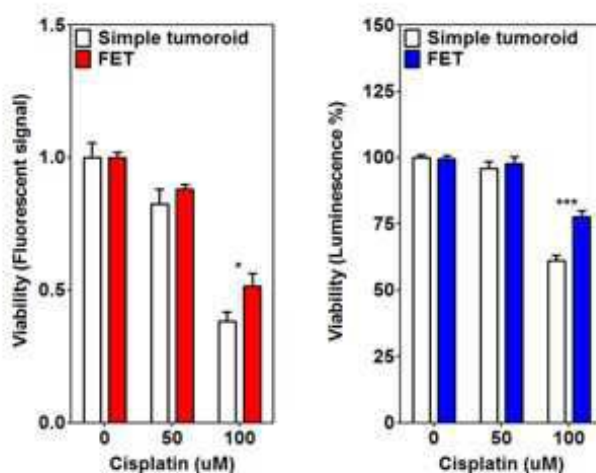 1.5
1.0
0.5
0.0
Viability (Fluorescent signal)
Simple tumoroid
FET
*
0 50 100
Cisplatin (uM)
150
125
100
75
50
25
0
Viability (Luminescence %)
Simple tumoroid
FET
***
0 50 100
Cisplatin (uM)